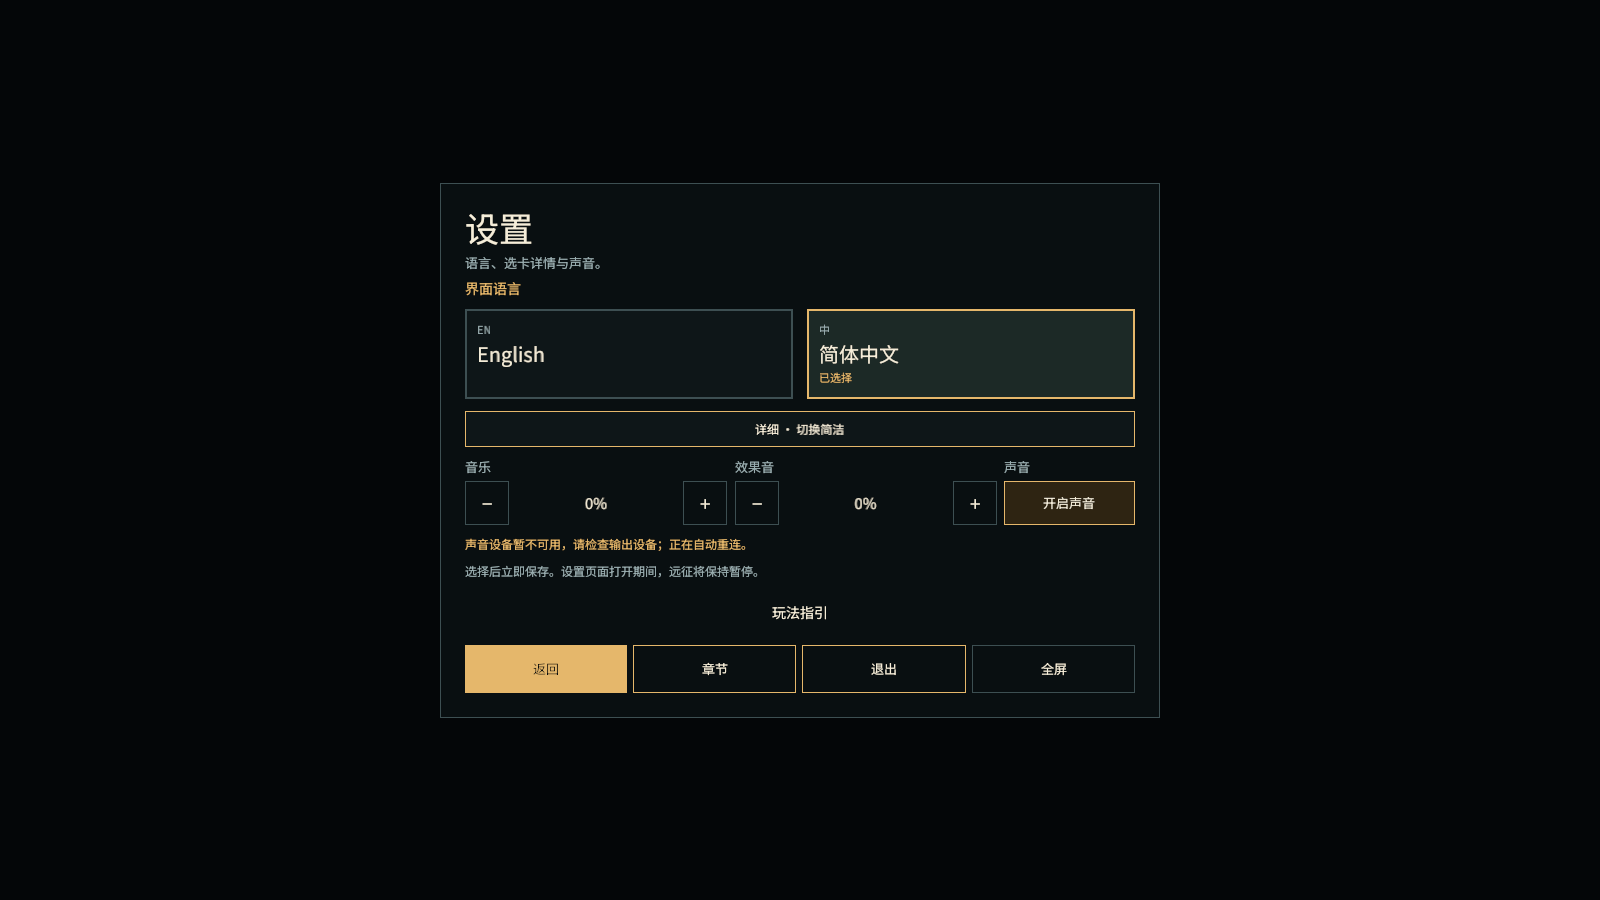 设置
语言、选卡详情与声音。
界面语言
EN
English
中
简体中文
已选择
详细 · 切换简洁
音乐
效果音
声音
− 0% +
− 0% +
开启声音
声音设备暂不可用，请检查输出设备；正在自动重连。
选择后立即保存。设置页面打开期间，远征将保持暂停。
玩法指引
返回
章节
退出
全屏